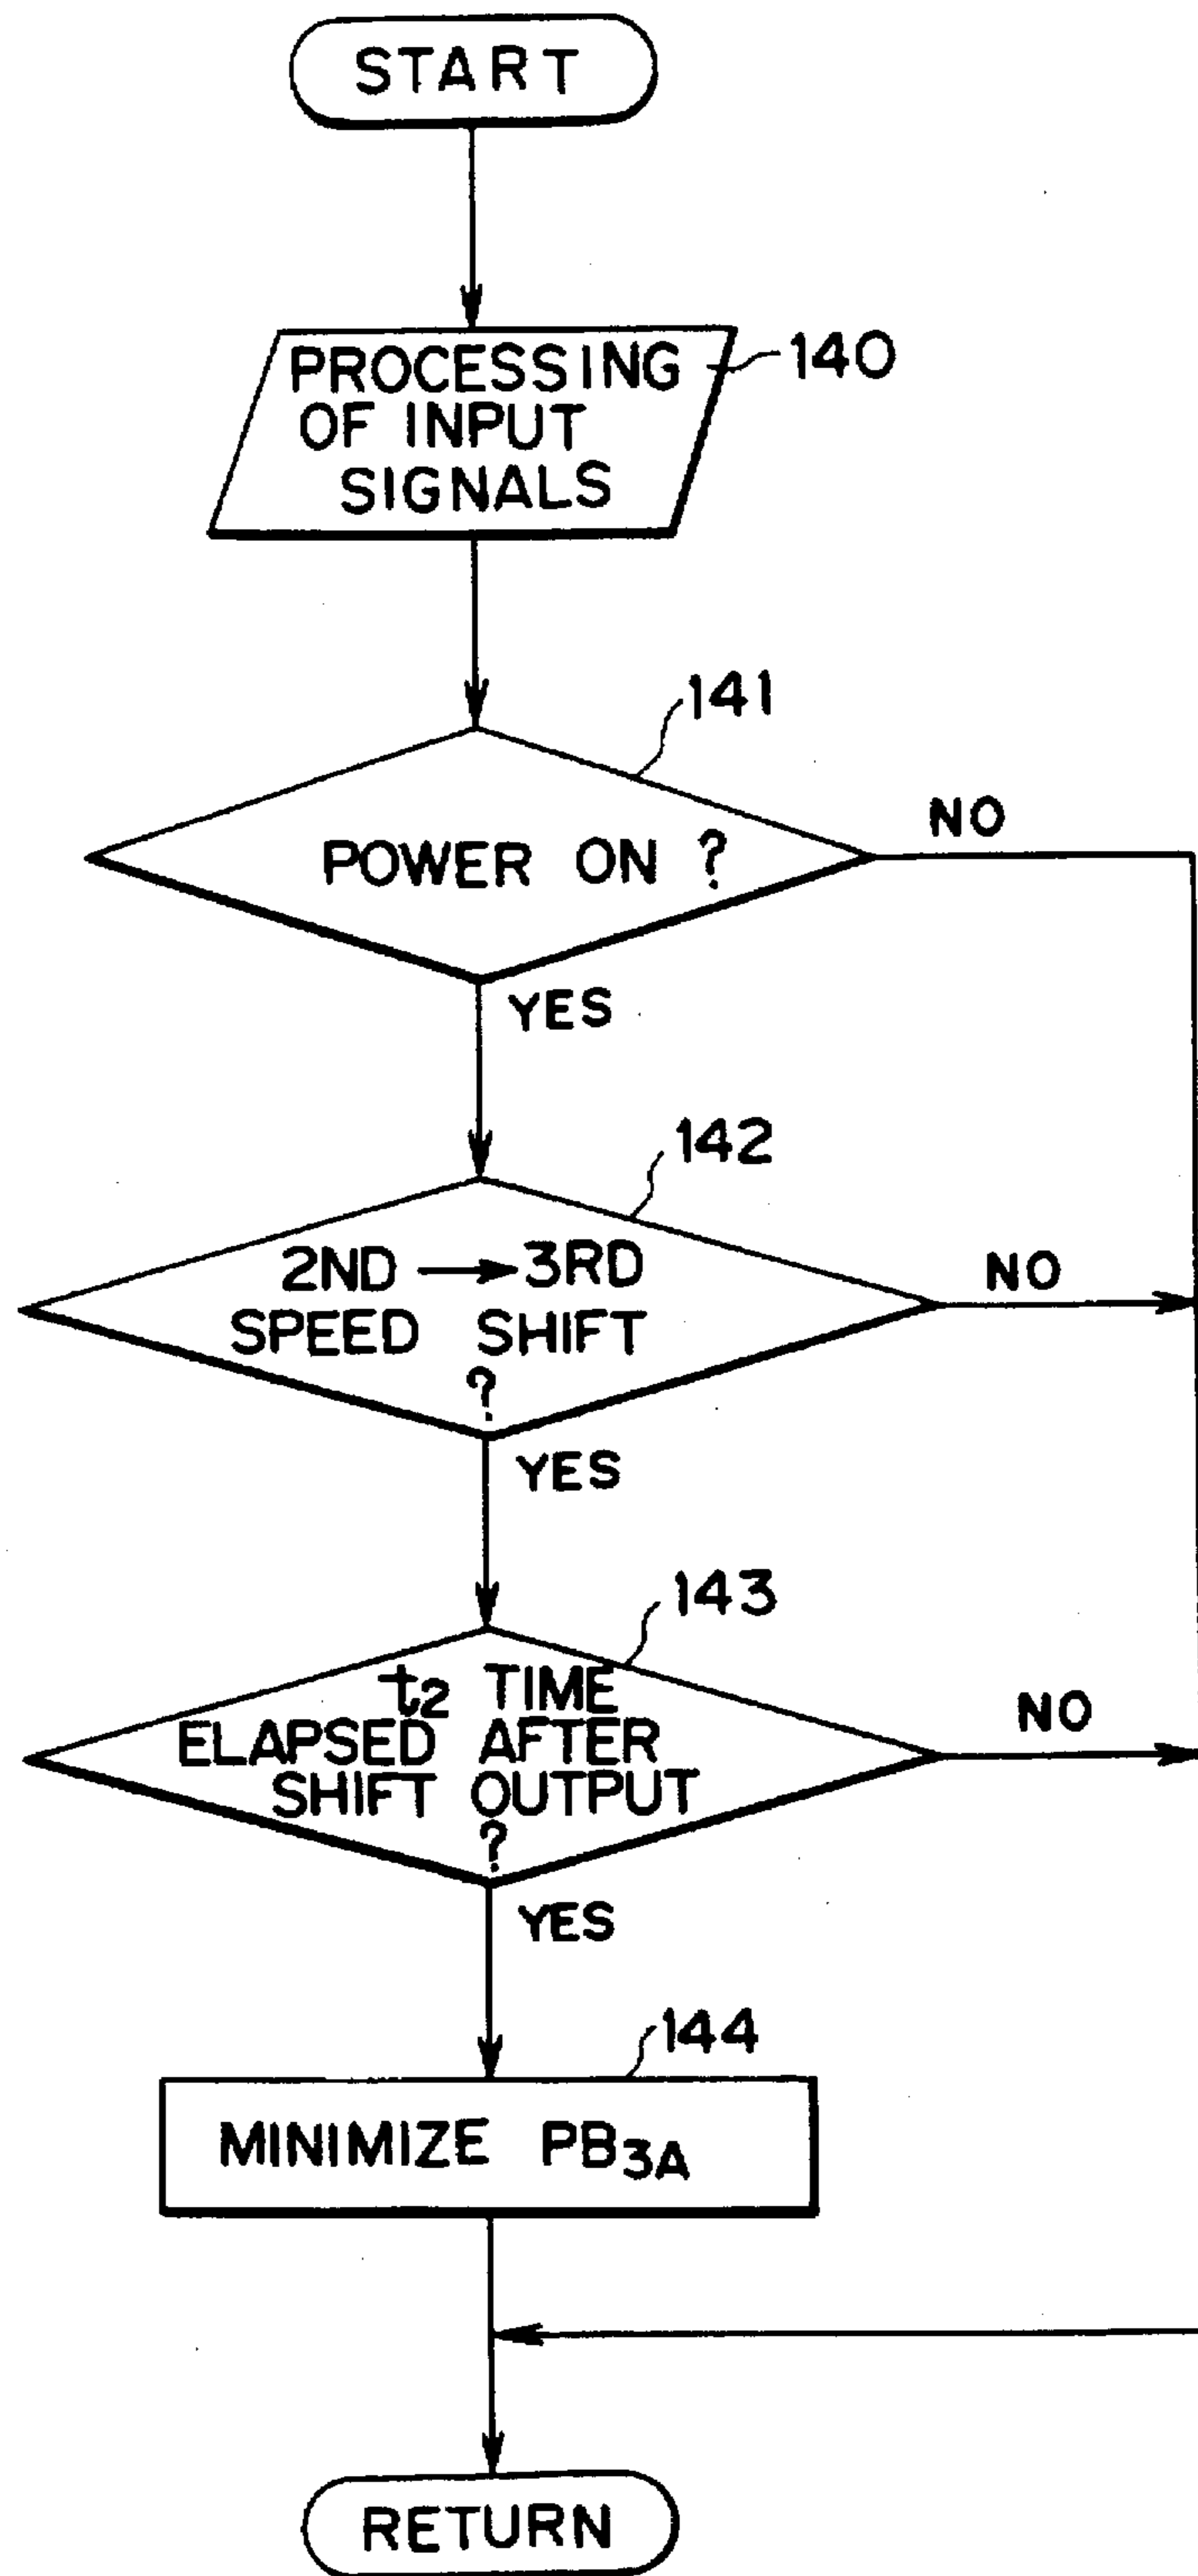 START
PROCESSING
OF INPUT
SIGNALS
140
141
POWER ON ?
NO
YES
142
2ND → 3RD
SPEED SHIFT
?
NO
YES
143
t2 TIME
ELAPSED AFTER
SHIFT OUTPUT
?
NO
YES
144
MINIMIZE PB3A
RETURN